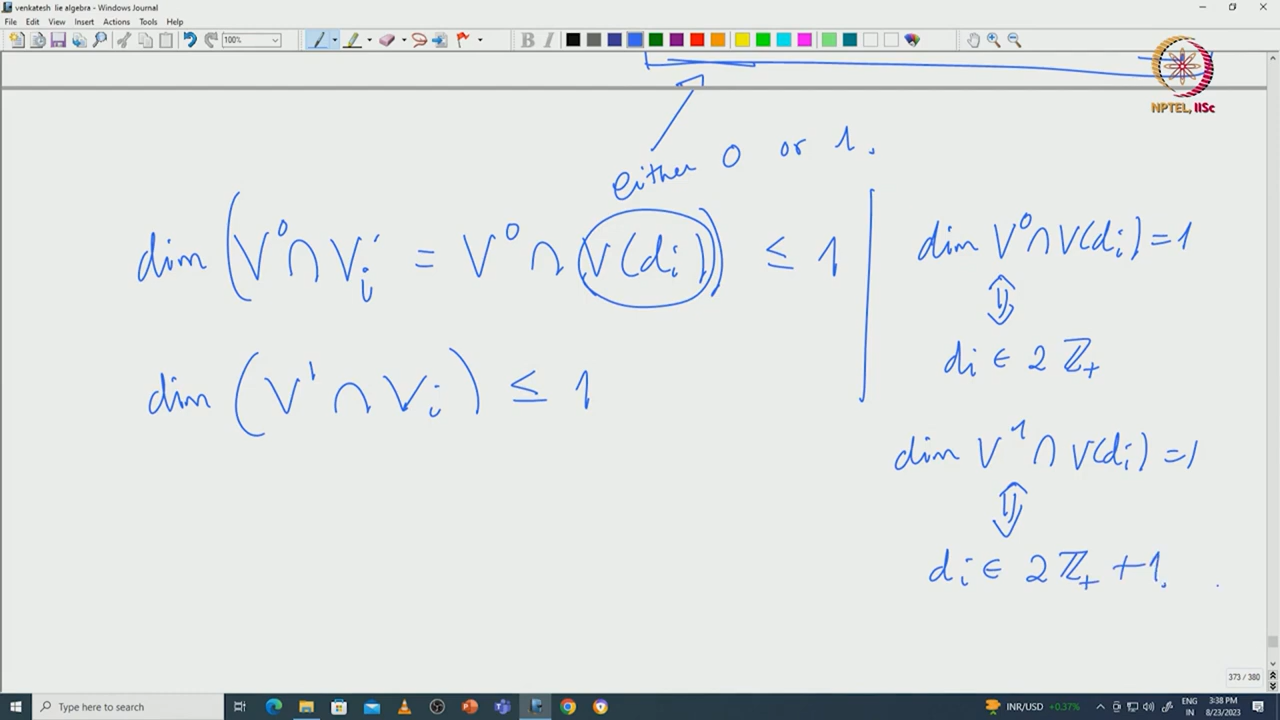 venkatesh lie algebra - Windows Journal
File Edit View Insert Actions Tools Help
100%
B I
NPTEL, IISc
either 0 or 1.
dim (V⁰ ∩ Vᵢ = V⁰ ∩ V(dᵢ)) ≤ 1
dim (V¹ ∩ Vᵢ) ≤ 1
dim V⁰ ∩ V(dᵢ) = 1
⇕
dᵢ ∈ 2 ℤ₊
dim V¹ ∩ V(dᵢ) = 1
⇕
dᵢ ∈ 2 ℤ₊ + 1.
373 / 380
Type here to search
INR/USD +0.37%
ENG
IN
3:38 PM
8/23/2023